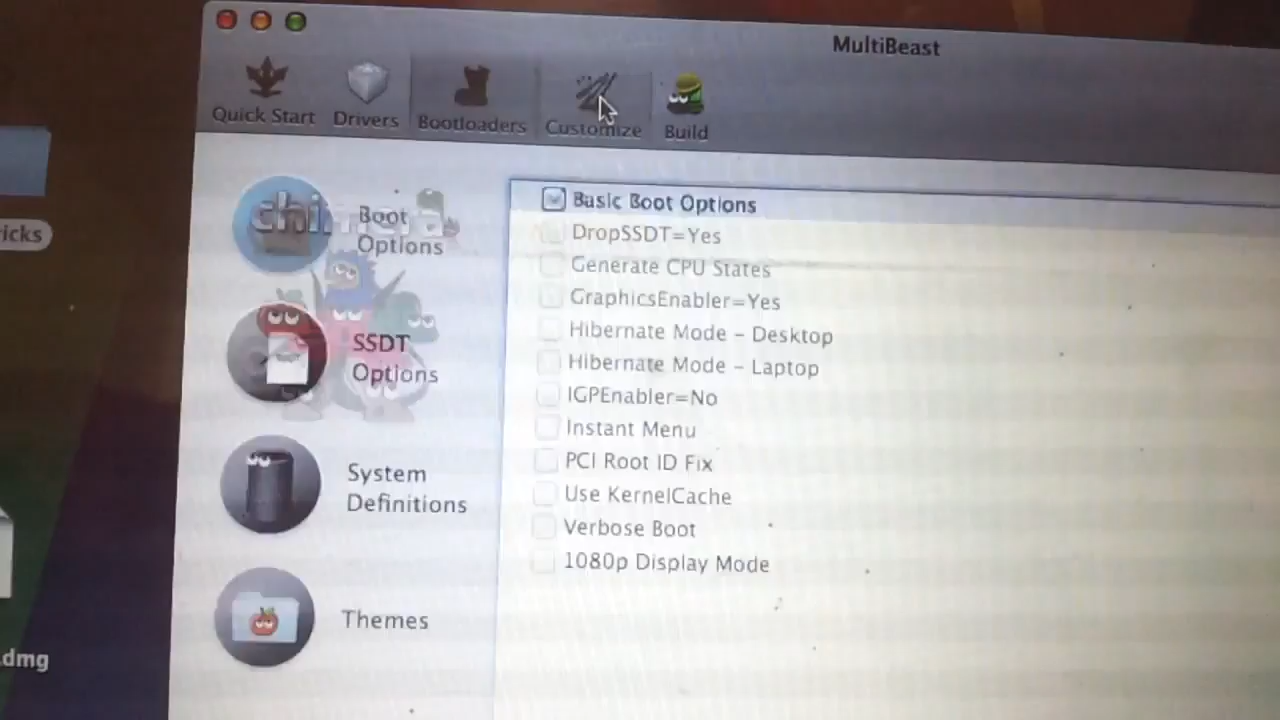 MultiBeast
Quick Start
Drivers
Bootloaders
Customize
Build
icks
chimera
Boot
Options
SSDT
Options
System
Definitions
Themes
Basic Boot Options
DropSSDT=Yes
Generate CPU States
GraphicsEnabler=Yes
Hibernate Mode – Desktop
Hibernate Mode – Laptop
IGPEnabler=No
Instant Menu
PCI Root ID Fix
Use KernelCache
Verbose Boot
1080p Display Mode
.dmg